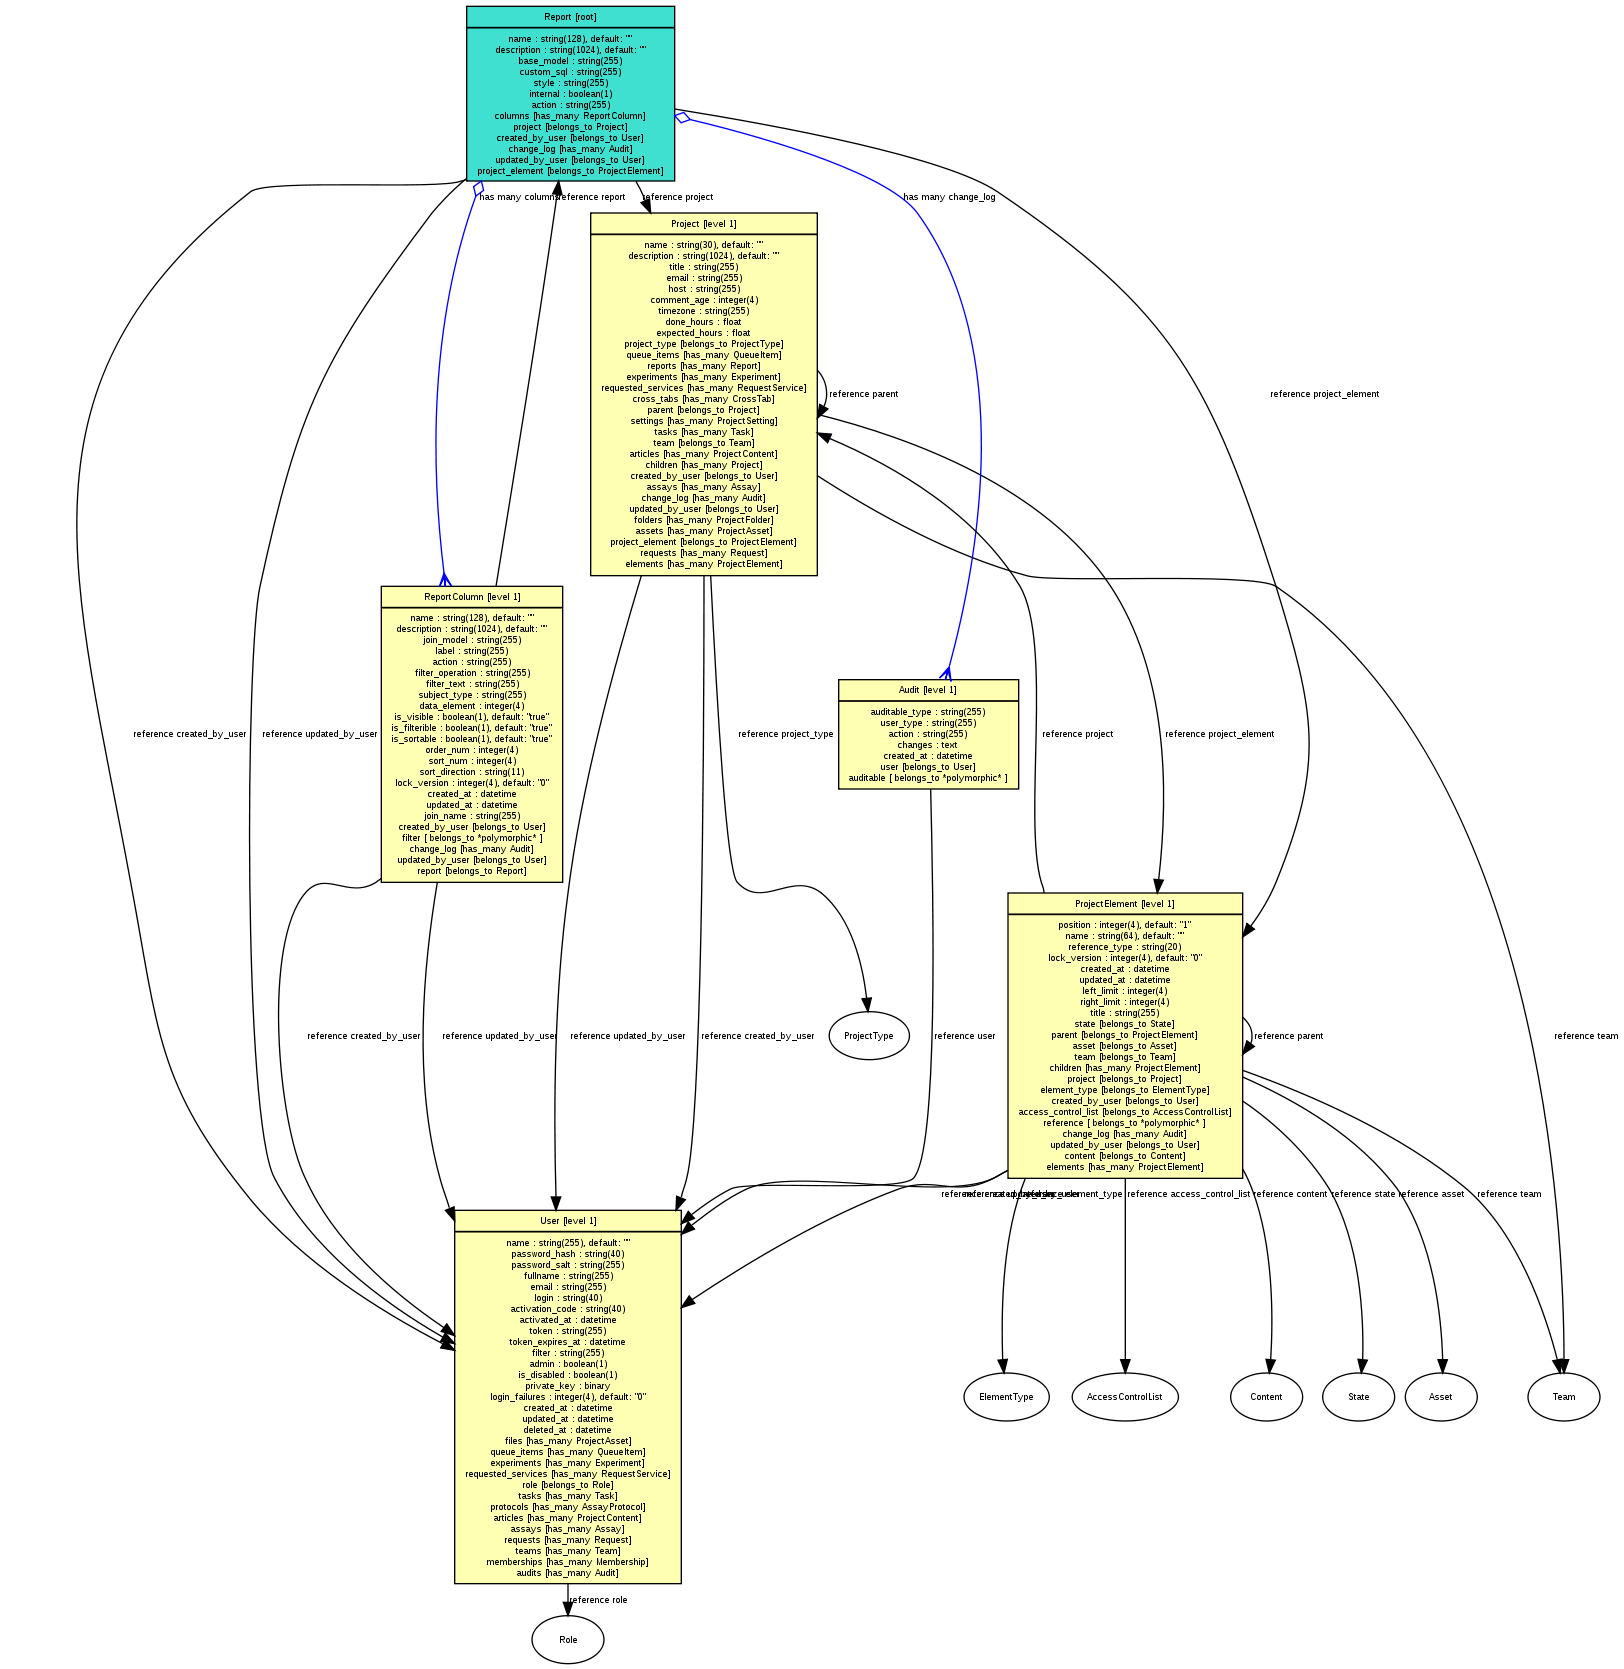 Report [root]
name : string(128), default: ""
description : string(1024), default: ""
base_model : string(255)
custom_sql : string(255)
style : string(255)
internal : boolean(1)
action : string(255)
columns [has_many ReportColumn]
project [belongs_to Project]
created_by_user [belongs_to User]
change_log [has_many Audit]
updated_by_user [belongs_to User]
project_element [belongs_to ProjectElement]
has many columns
reference report
reference project
has many change_log
Project [level 1]
name : string(30), default: ""
description : string(1024), default: ""
title : string(255)
email : string(255)
host : string(255)
comment_age : integer(4)
timezone : string(255)
done_hours : float
expected_hours : float
project_type [belongs_to ProjectType]
queue_items [has_many QueueItem]
reports [has_many Report]
experiments [has_many Experiment]
requested_services [has_many RequestService]
cross_tabs [has_many CrossTab]
parent [belongs_to Project]
settings [has_many ProjectSetting]
tasks [has_many Task]
team [belongs_to Team]
articles [has_many ProjectContent]
children [has_many Project]
created_by_user [belongs_to User]
assays [has_many Assay]
change_log [has_many Audit]
updated_by_user [belongs_to User]
folders [has_many ProjectFolder]
assets [has_many ProjectAsset]
project_element [belongs_to ProjectElement]
requests [has_many Request]
elements [has_many ProjectElement]
reference parent
reference project_element
ReportColumn [level 1]
name : string(128), default: ""
description : string(1024), default: ""
join_model : string(255)
label : string(255)
action : string(255)
filter_operation : string(255)
filter_text : string(255)
subject_type : string(255)
data_element : integer(4)
is_visible : boolean(1), default: "true"
is_filterible : boolean(1), default: "true"
is_sortable : boolean(1), default: "true"
order_num : integer(4)
sort_num : integer(4)
sort_direction : string(11)
lock_version : integer(4), default: "0"
created_at : datetime
updated_at : datetime
join_name : string(255)
created_by_user [belongs_to User]
filter [ belongs_to *polymorphic* ]
change_log [has_many Audit]
updated_by_user [belongs_to User]
report [belongs_to Report]
reference created_by_user
reference updated_by_user
reference project_type
Audit [level 1]
auditable_type : string(255)
user_type : string(255)
action : string(255)
changes : text
created_at : datetime
user [belongs_to User]
auditable [ belongs_to *polymorphic* ]
reference project
reference project_element
ProjectElement [level 1]
position : integer(4), default: "1"
name : string(64), default: ""
reference_type : string(20)
lock_version : integer(4), default: "0"
created_at : datetime
updated_at : datetime
left_limit : integer(4)
right_limit : integer(4)
title : string(255)
state [belongs_to State]
parent [belongs_to ProjectElement]
asset [belongs_to Asset]
team [belongs_to Team]
children [has_many ProjectElement]
project [belongs_to Project]
element_type [belongs_to ElementType]
created_by_user [belongs_to User]
access_control_list [belongs_to AccessControlList]
reference [ belongs_to *polymorphic* ]
change_log [has_many Audit]
updated_by_user [belongs_to User]
content [belongs_to Content]
elements [has_many ProjectElement]
reference created_by_user
reference updated_by_user
reference updated_by_user
reference created_by_user
ProjectType
reference user
reference parent
reference team
element_type
reference access_control_list
reference content
reference state
reference asset
reference team
User [level 1]
name : string(255), default: ""
password_hash : string(40)
password_salt : string(255)
fullname : string(255)
email : string(255)
login : string(40)
activation_code : string(40)
activated_at : datetime
token : string(255)
token_expires_at : datetime
filter : string(255)
admin : boolean(1)
is_disabled : boolean(1)
private_key : binary
login_failures : integer(4), default: "0"
created_at : datetime
updated_at : datetime
deleted_at : datetime
files [has_many ProjectAsset]
queue_items [has_many QueueItem]
experiments [has_many Experiment]
requested_services [has_many RequestService]
role [belongs_to Role]
tasks [has_many Task]
protocols [has_many AssayProtocol]
articles [has_many ProjectContent]
assays [has_many Assay]
requests [has_many Request]
teams [has_many Team]
memberships [has_many Membership]
audits [has_many Audit]
ElementType
AccessControlList
Content
State
Asset
Team
reference role
Role